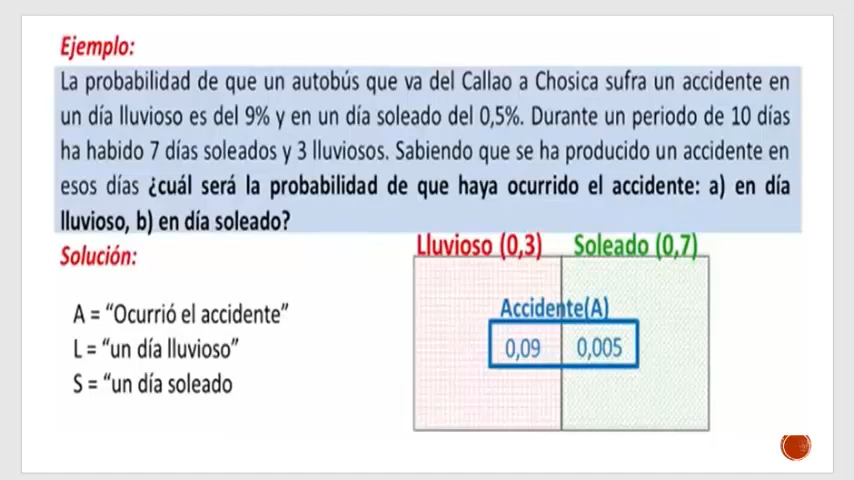 Ejemplo:
La probabilidad de que un autobús que va del Callao a Chosica sufra un accidente en
un día lluvioso es del 9% y en un día soleado del 0,5%. Durante un periodo de 10 días
ha habido 7 días soleados y 3 lluviosos. Sabiendo que se ha producido un accidente en
esos días ¿cuál será la probabilidad de que haya ocurrido el accidente: a) en día
lluvioso, b) en día soleado?
Solución:
Lluvioso (0,3) Soleado (0,7)
A = “Ocurrió el accidente”
L = “un día lluvioso”
S = “un día soleado
Accidente(A)
0,09 0,005